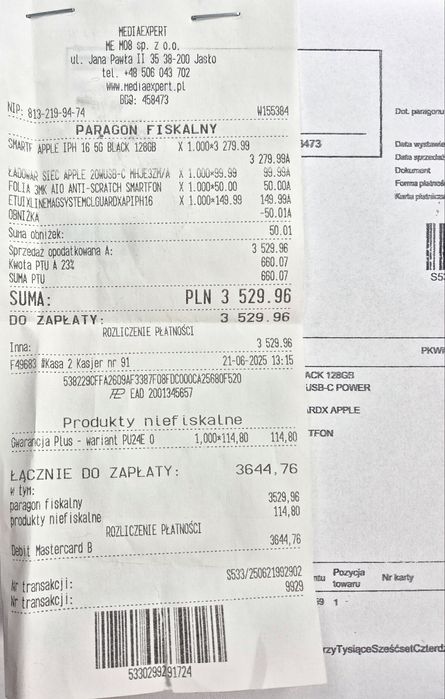 MEDIAEXPERT
ME M08 sp. z o.o.
ul. Jana Pawła II 35 38-200 Jasło
tel. +48 506 043 702
www.mediaexpert.pl
BDO: 458473
NIP: 813-219-94-74 W155384
PARAGON FISKALNY
SMARTF APPLE IPH 16 5G BLACK 128GB X 1.000×3 279.99
3 279.99A
ŁADOWAR SIEC APPLE 20WUSB-C MHJE3ZM/A X 1.000×99.99 99.99A
FOLIA 3MK AIO ANTI-SCRATCH SMARTFON X 1.000×50.00 50.00A
ETUIXLINEMAGSYSTEMCLGUARDXAPIPH16 X 1.000×149.99 149.99A
OBNIŻKA -50.01A
Suma obniżek: 50.01
Sprzedaż opodatkowana A: 3 529.96
Kwota PTU A 23% 660.07
SUMA PTU 660.07
SUMA: PLN 3 529.96
DO ZAPŁATY: 3 529.96
ROZLICZENIE PŁATNOŚCI
Inna: 3 529.96
F49683 #Kasa 2 Kasjer nr 91 21-06-2025 13:15
538229CFFA2609AF3387F08FDC000CA25680F520
EAD 2001345657
Produkty niefiskalne
Gwarancja Plus - wariant PU24E 0 1,000×114,80 114,80
ŁĄCZNIE DO ZAPŁATY: 3644,76
w tym:
paragon fiskalny 3529,96
produkty niefiskalne 114,80
ROZLICZENIE PŁATNOŚCI
Debit Mastercard B 3644,76
Nr transakcji: S533/250621992902
Nr transakcji: 9929
5330299291724
Dot. paragonu
8473
Data wystawie
Data sprzedaż
Dokument
Forma płatnoś
Karta płatnicza
S53
PKWi
ACK 128GB
USB-C POWER
ARDX APPLE
TFON
Pozycja
towaru
Nr karty
1
rzyTysiąceSześćsetCzterdz